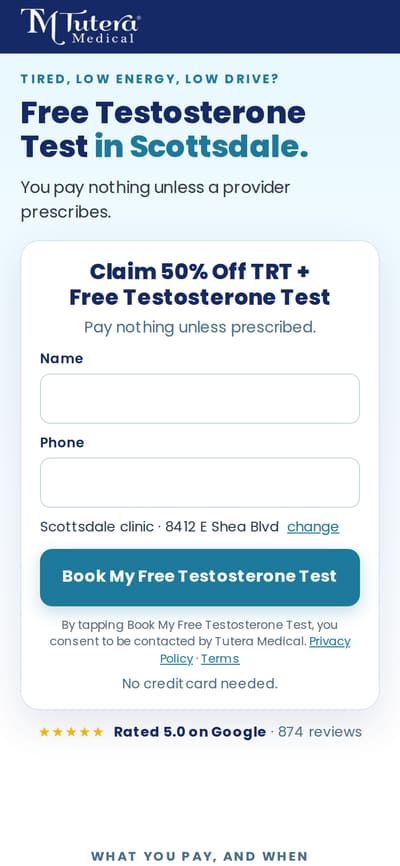 Tutera®
Medical
TIRED, LOW ENERGY, LOW DRIVE?
Free Testosterone
Test in Scottsdale.
You pay nothing unless a provider
prescribes.
Claim 50% Off TRT +
Free Testosterone Test
Pay nothing unless prescribed.
Name
Phone
Scottsdale clinic · 8412 E Shea Blvd change
Book My Free Testosterone Test
By tapping Book My Free Testosterone Test, you
consent to be contacted by Tutera Medical. Privacy
Policy · Terms
No credit card needed.
★★★★★ Rated 5.0 on Google · 874 reviews
WHAT YOU PAY, AND WHEN